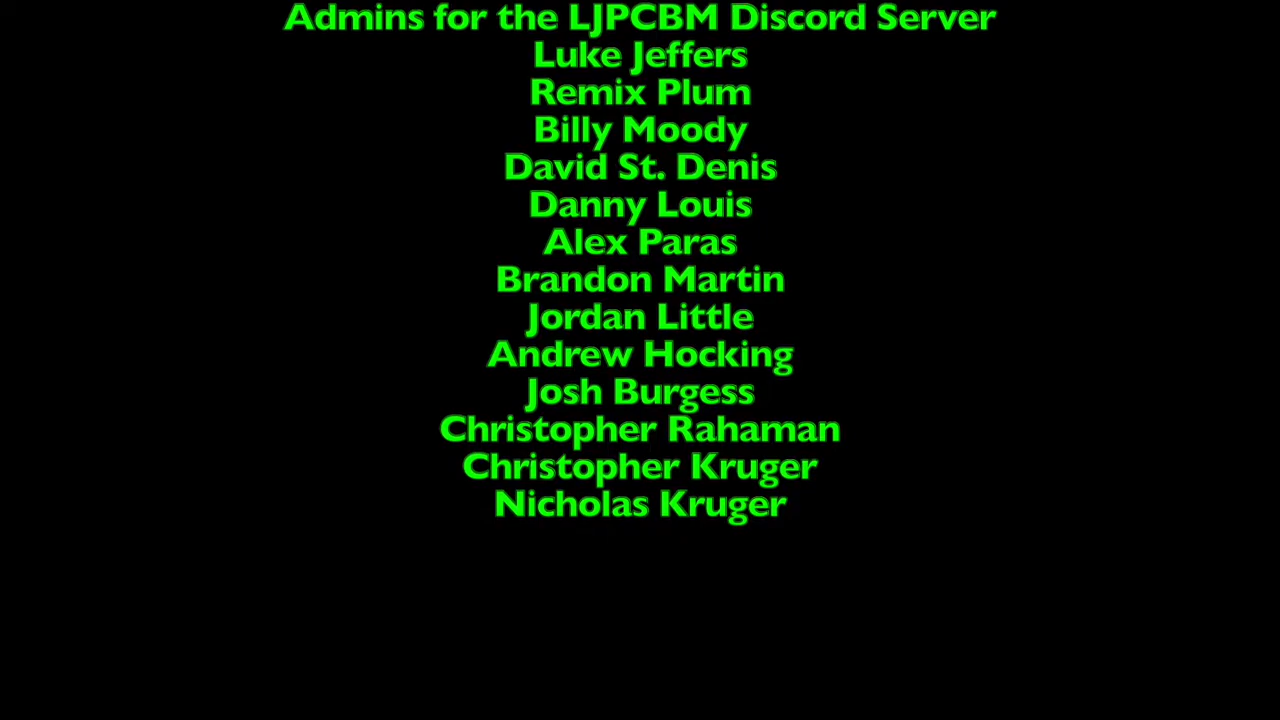 Admins for the LJPCBM Discord Server
Luke Jeffers
Remix Plum
Billy Moody
David St. Denis
Danny Louis
Alex Paras
Brandon Martin
Jordan Little
Andrew Hocking
Josh Burgess
Christopher Rahaman
Christopher Kruger
Nicholas Kruger